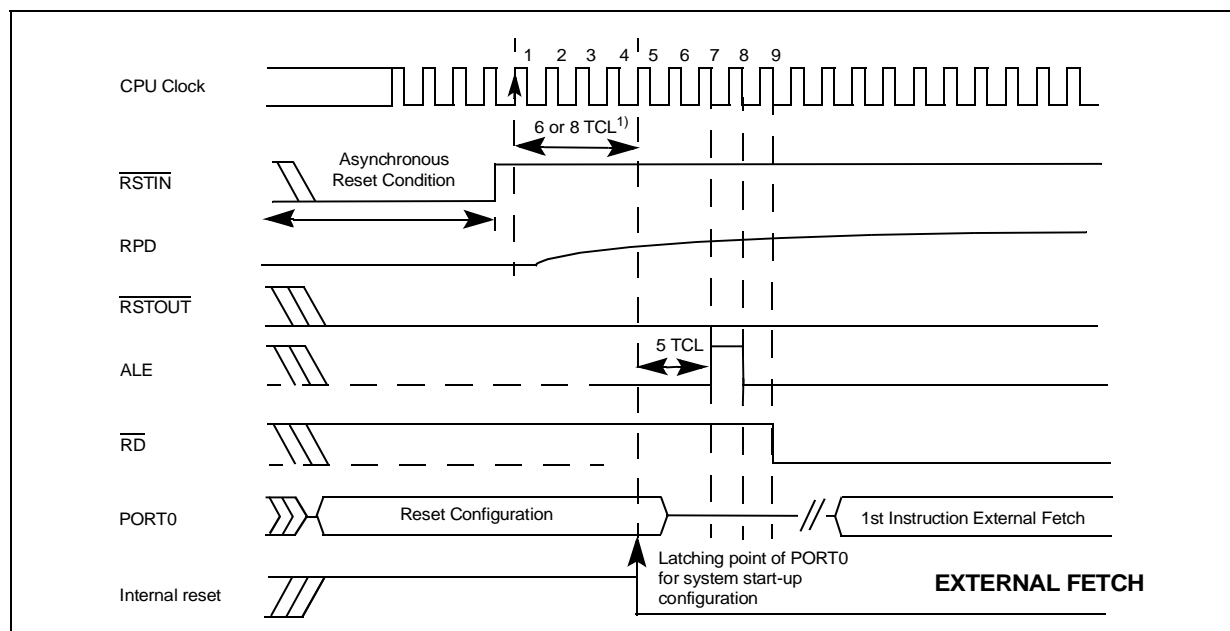 1 2 3 4 5 6 7 8 9
CPU Clock
6 or 8 TCL1)
Asynchronous
Reset Condition
RSTIN
RPD
RSTOUT
5 TCL
ALE
RD
PORT0
Reset Configuration
1st Instruction External Fetch
Latching point of PORT0
for system start-up
configuration
EXTERNAL FETCH
Internal reset